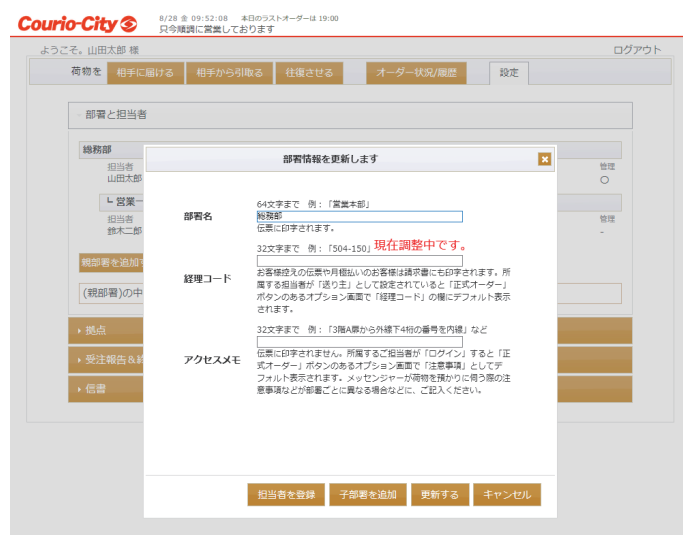 Courio-City
8/28 金 09:52:08 本日のラストオーダーは 19:00
只今順調に営業しております
ようこそ。山田太郎 様
ログアウト
荷物を 相手に届ける 相手から引取る 往復させる オーダー状況/履歴 設定
部署と担当者
総務部
担当者
管理
山田太郎
○
┗ 営業一
担当者
管理
鈴木二郎
-
親部署を追加す
(親部署)の中
拠点
受注報告&
信書
部署情報を更新します
64文字まで 例：「営業本部」
部署名
総務部
伝票に印字されます。
32文字まで 例：「504-150」 現在調整中です。
経理コード
お客様控えの伝票や月極払いのお客様は請求書にも印字されます。所
属する担当者が「送り主」として設定されていると「正式オーダー」
ボタンのあるオプション画面で「経理コード」の欄にデフォルト表示
されます。
32文字まで 例：「3階A扉から外線下4桁の番号を内線」など
アクセスメモ
伝票に印字されません。所属するご担当者が「ログイン」すると「正
式オーダー」ボタンのあるオプション画面で「注意事項」としてデ
フォルト表示されます。メッセンジャーが荷物を預かりに伺う際の注
意事項などが部署ごとに異なる場合などに、ご記入ください。
担当者を登録 子部署を追加 更新する キャンセル